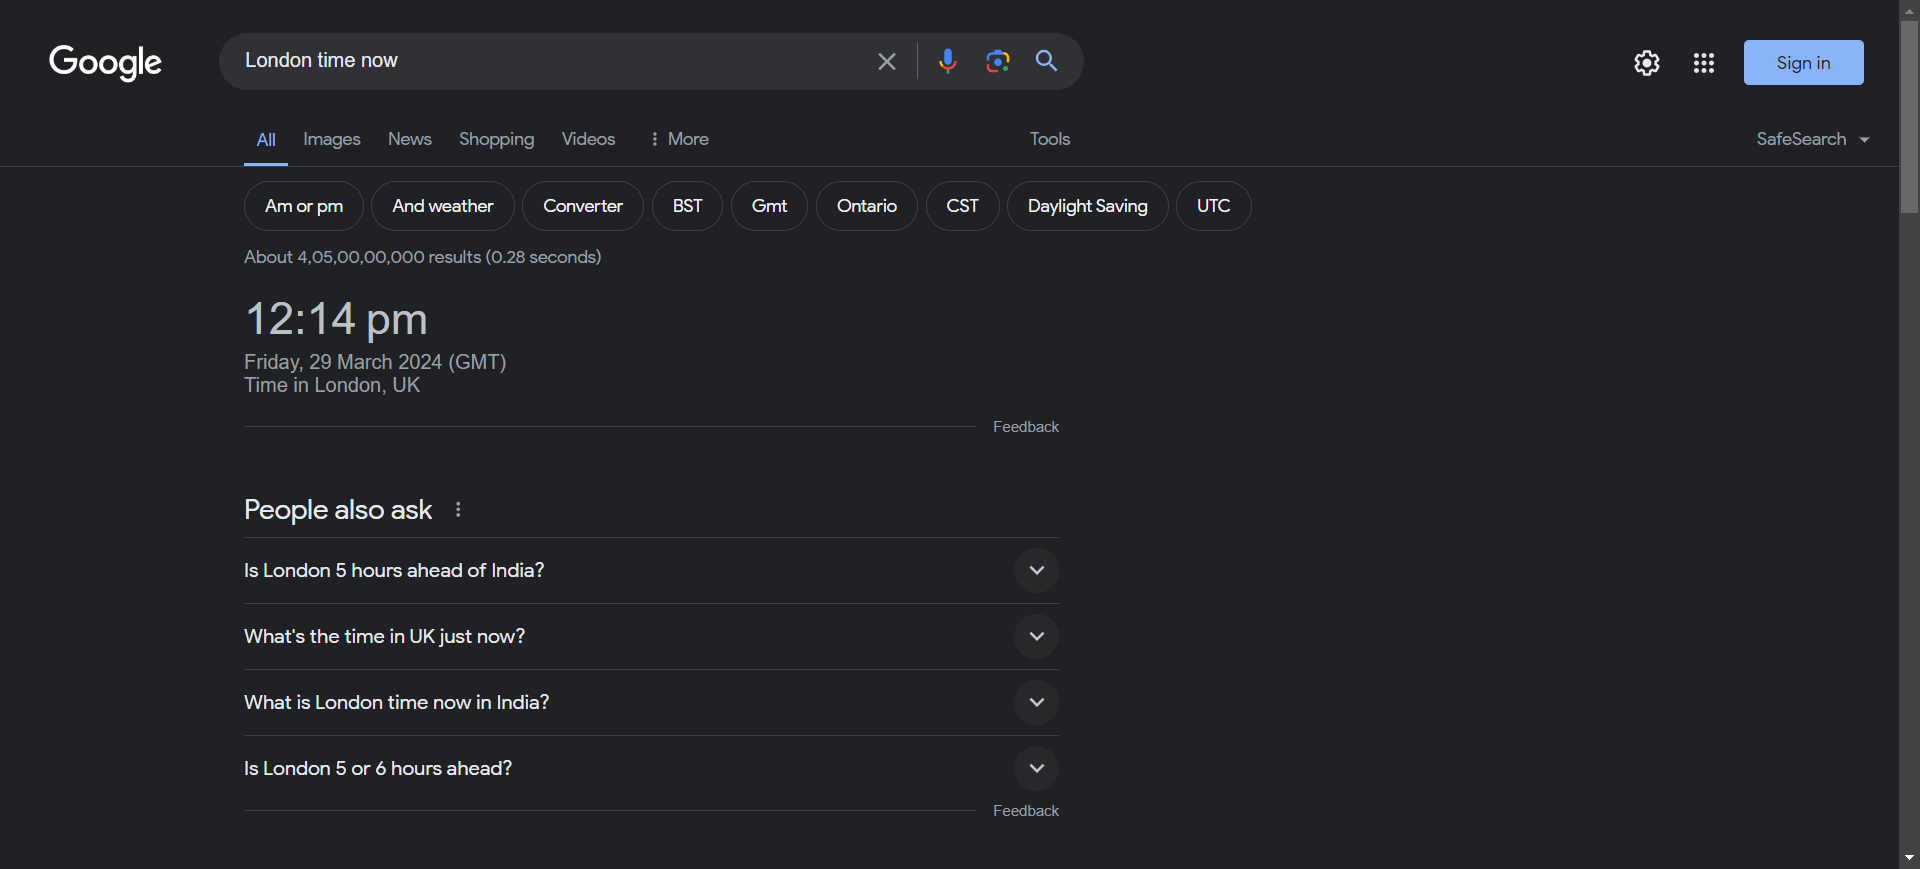 Google
London time now
Sign in
All Images News Shopping Videos More Tools SafeSearch
Am or pm And weather Converter BST Gmt Ontario CST Daylight Saving UTC
About 4,05,00,00,000 results (0.28 seconds)
12:14 pm
Friday, 29 March 2024 (GMT)
Time in London, UK
Feedback
People also ask
Is London 5 hours ahead of India?
What's the time in UK just now?
What is London time now in India?
Is London 5 or 6 hours ahead?
Feedback